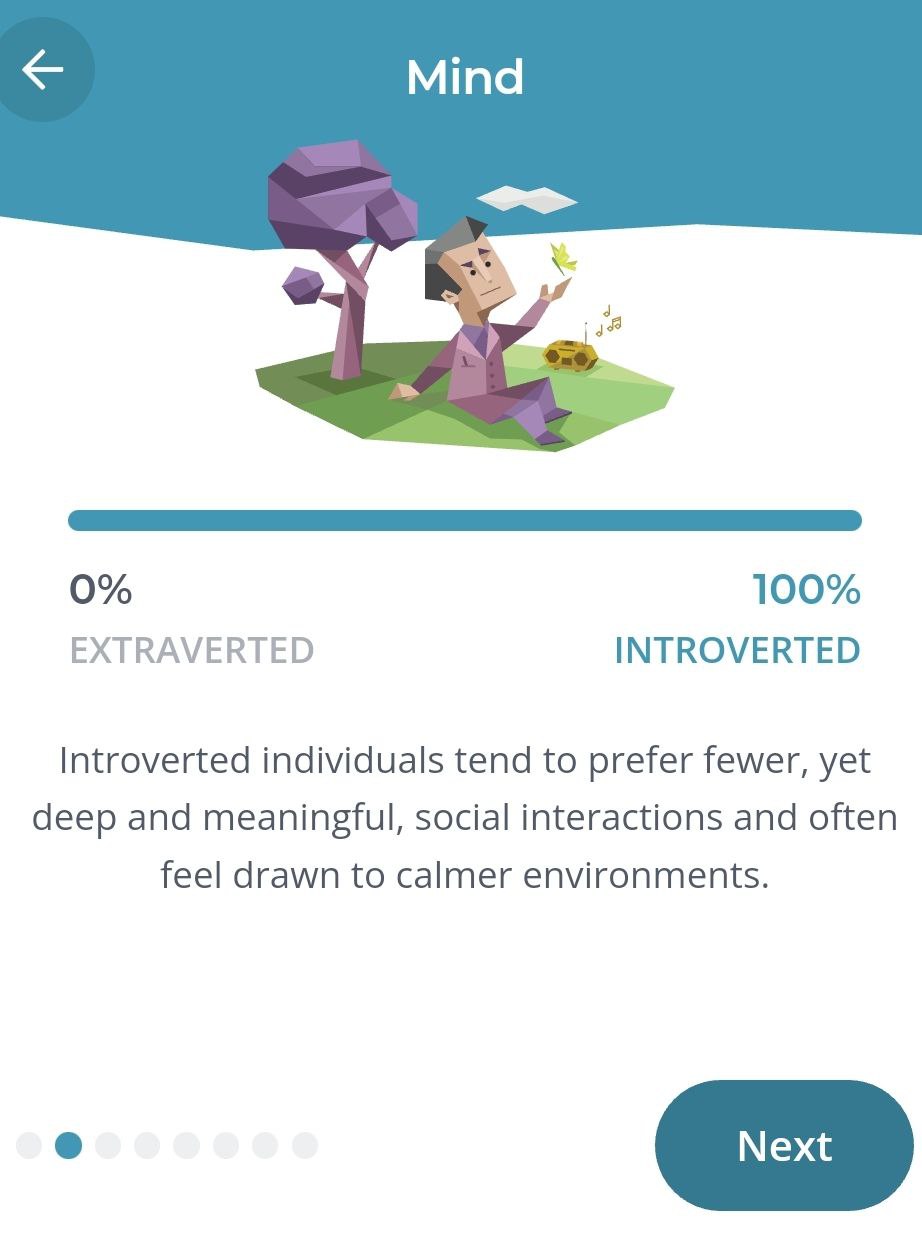 Mind
0%
100%
EXTRAVERTED
INTROVERTED
Introverted individuals tend to prefer fewer, yet
deep and meaningful, social interactions and often
feel drawn to calmer environments.
Next